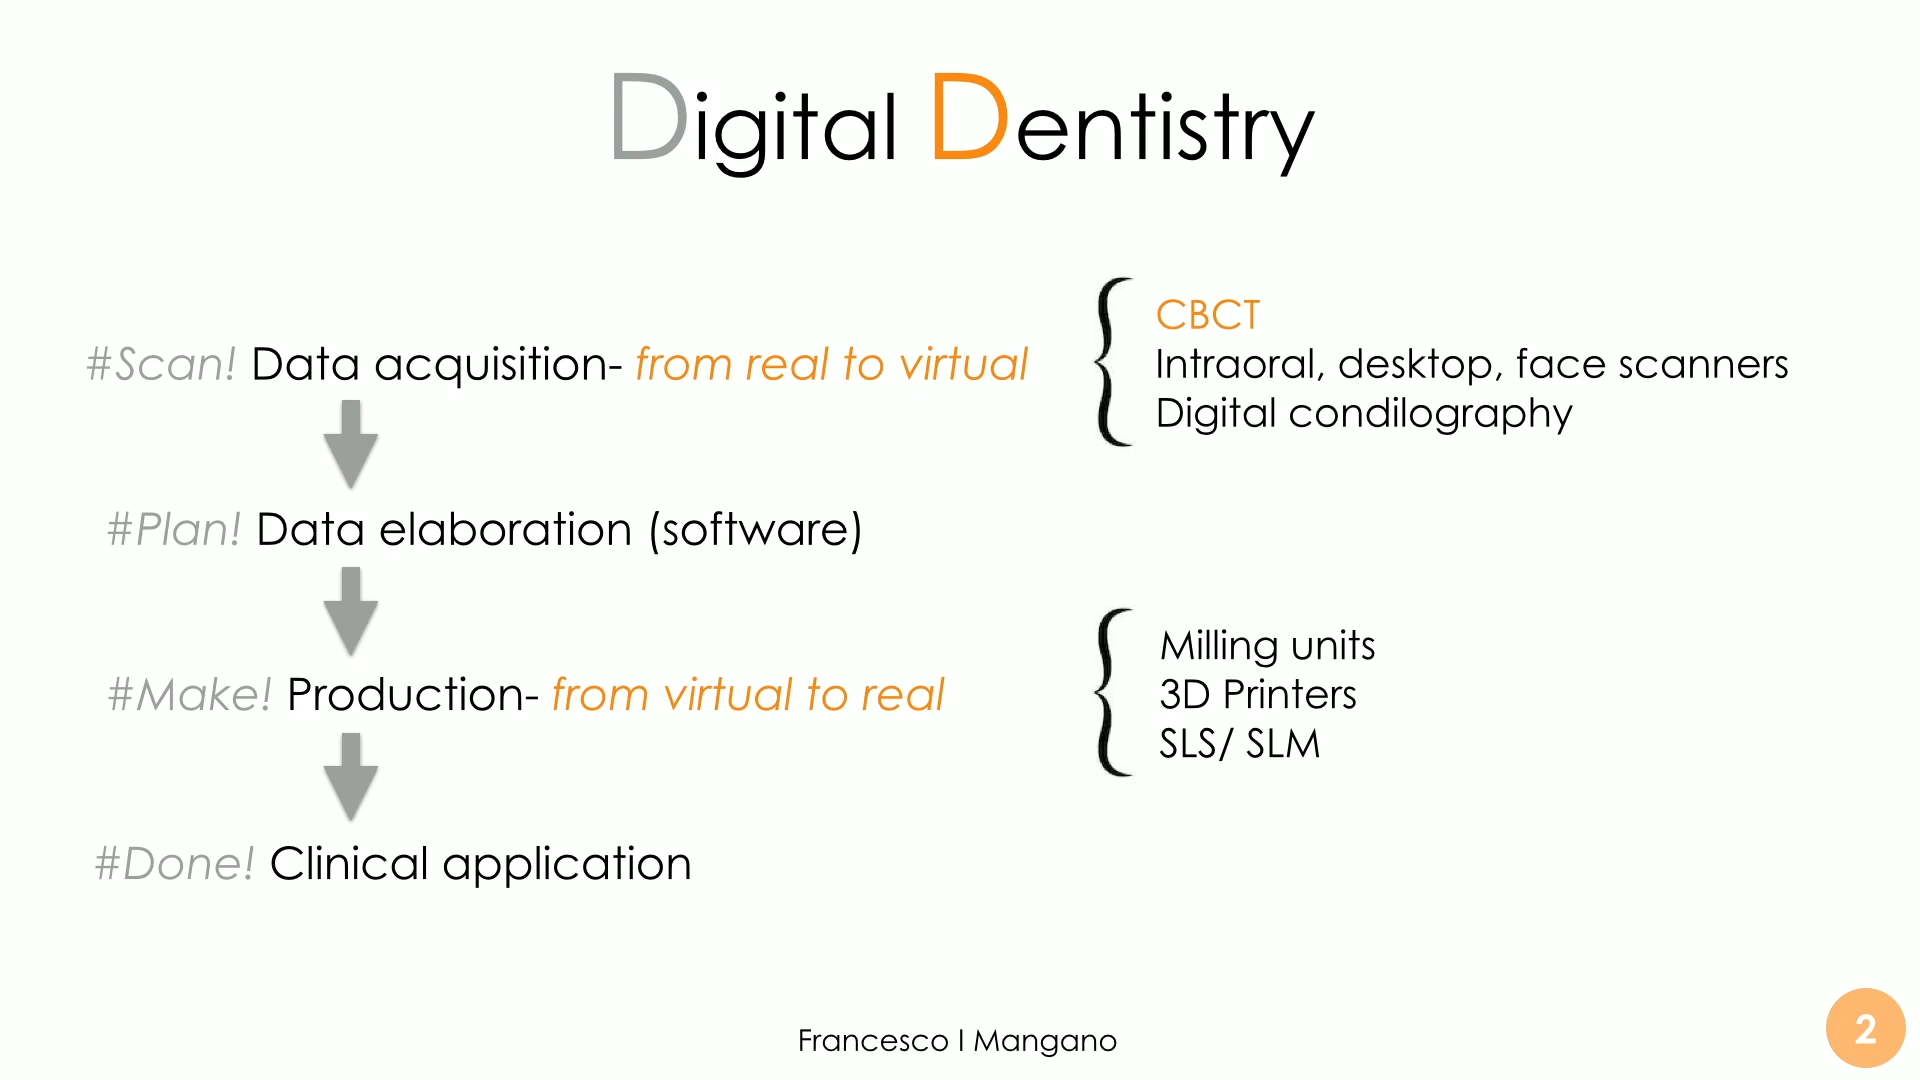 Digital Dentistry
CBCT
#Scan! Data acquisition- from real to virtual
Intraoral, desktop, face scanners
Digital condilography
#Plan! Data elaboration (software)
Milling units
#Make! Production- from virtual to real
3D Printers
SLS/ SLM
#Done! Clinical application
Francesco I Mangano
2